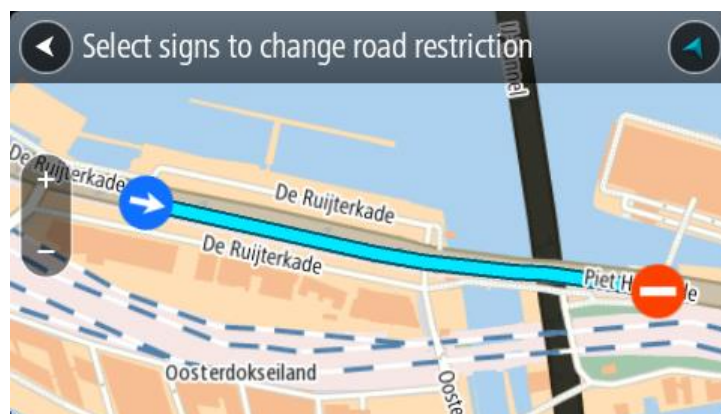 Select signs to change road restriction
De Ruijterkade
De Ruijterkade
De Ruijterkade
Oosterdokseiland